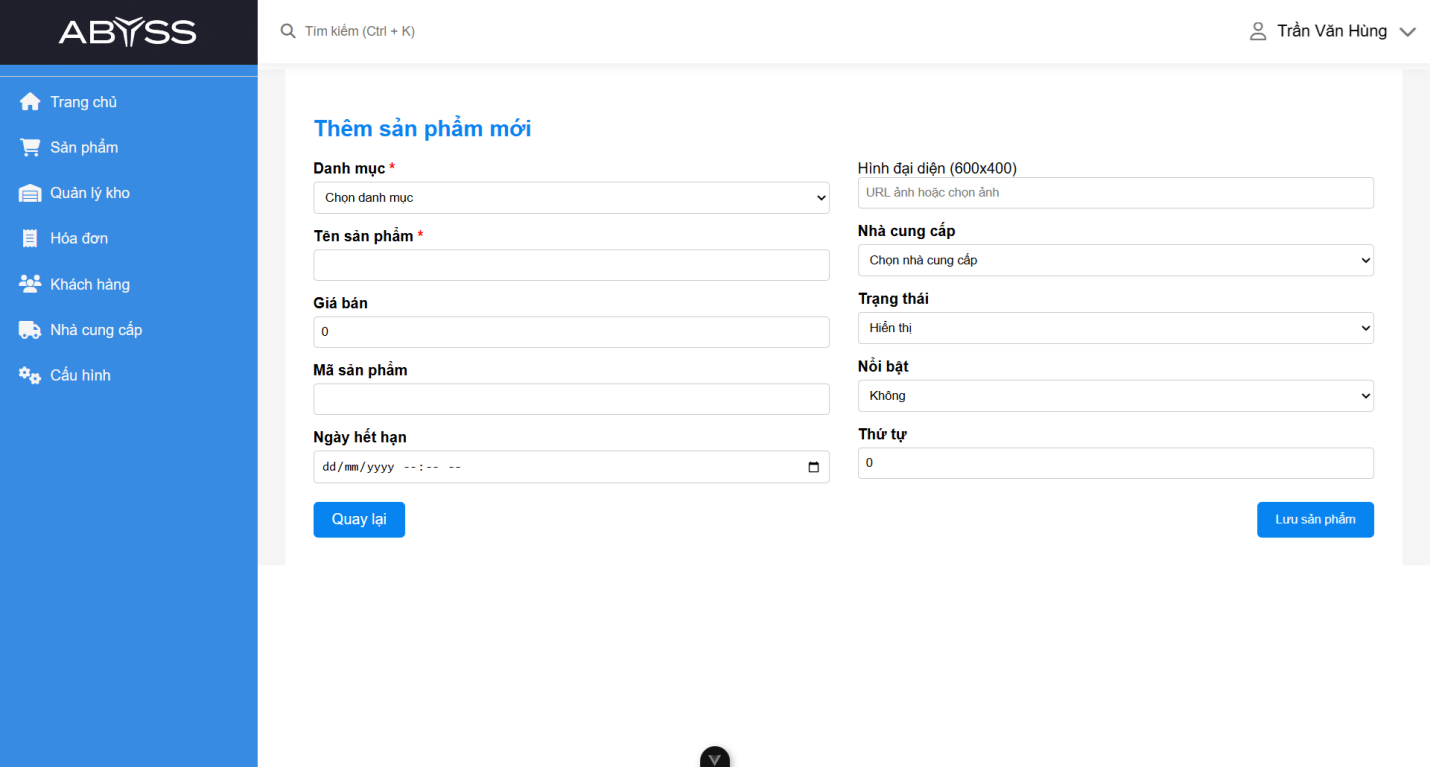 ABYSS
Tìm kiếm (Ctrl + K)
Trần Văn Hùng
Trang chủ
Sản phẩm
Quản lý kho
Hóa đơn
Khách hàng
Nhà cung cấp
Cấu hình
Thêm sản phẩm mới
Danh mục *
Chọn danh mục
Tên sản phẩm *
Giá bán
0
Mã sản phẩm
Ngày hết hạn
dd/mm/yyyy --:-- --
Hình đại diện (600x400)
URL ảnh hoặc chọn ảnh
Nhà cung cấp
Chọn nhà cung cấp
Trạng thái
Hiển thị
Nổi bật
Không
Thứ tự
0
Quay lại
Lưu sản phẩm